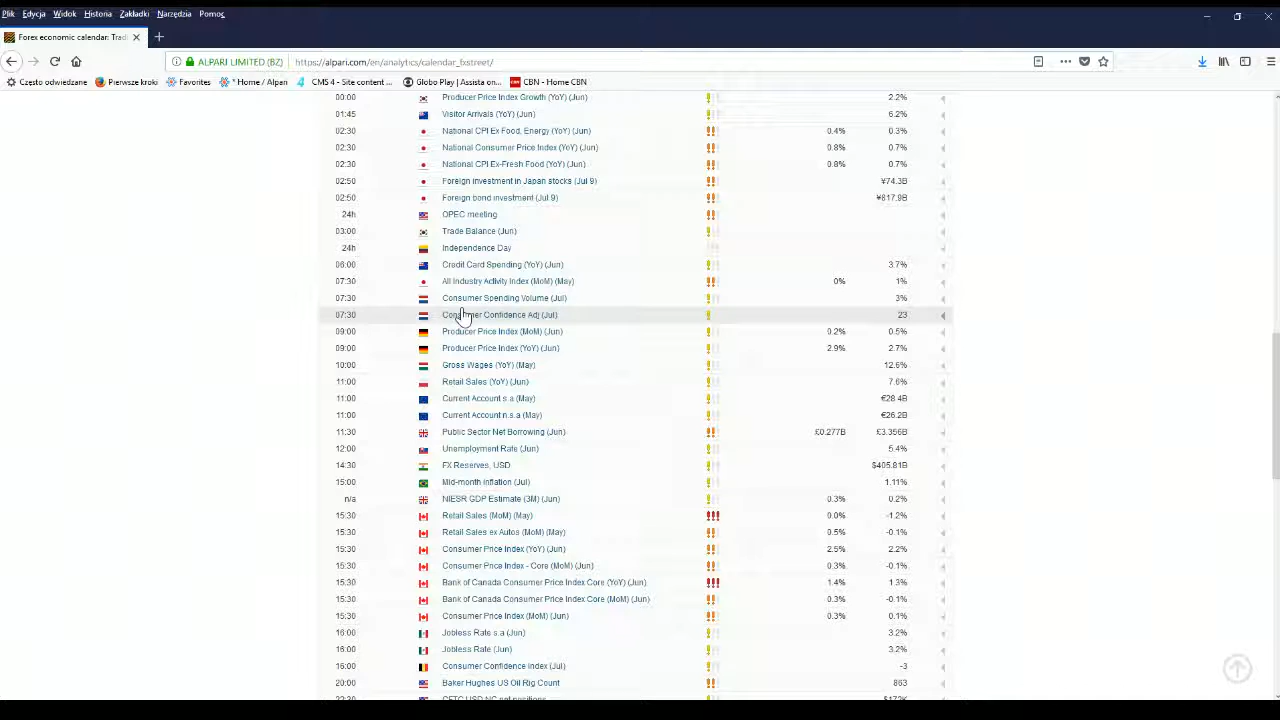 Plik Edycja Widok Historia Zakładki Narzędzia Pomoc
Forex economic calendar: Tradi
ALPARI LIMITED (BZ) https://alpari.com/en/analytics/calendar_fxstreet/
Często odwiedzane Pierwsze kroki Favorites * Home / Alpari CMS 4 - Site content ... Globo Play | Assista on... CBN - Home CBN
00:00 Producer Price Index Growth (YoY) (Jun) 2.2%
01:45 Visitor Arrivals (YoY) (Jun) 6.2%
02:30 National CPI Ex Food, Energy (YoY) (Jun) 0.4% 0.3%
02:30 National Consumer Price Index (YoY) (Jun) 0.8% 0.7%
02:30 National CPI Ex-Fresh Food (YoY) (Jun) 0.8% 0.7%
02:50 Foreign investment in Japan stocks (Jul 9) ¥74.3B
02:50 Foreign bond investment (Jul 9) ¥617.9B
24h OPEC meeting
03:00 Trade Balance (Jun)
24h Independence Day
06:00 Credit Card Spending (YoY) (Jun) 3.7%
07:30 All Industry Activity Index (MoM) (May) 0% 1%
07:30 Consumer Spending Volume (Jul) 3%
07:30 Consumer Confidence Adj (Jul) 23
09:00 Producer Price Index (MoM) (Jun) 0.2% 0.5%
09:00 Producer Price Index (YoY) (Jun) 2.9% 2.7%
10:00 Gross Wages (YoY) (May) 12.6%
11:00 Retail Sales (YoY) (Jun) 7.6%
11:00 Current Account s.a (May) €28.4B
11:00 Current Account n.s.a (May) €26.2B
11:30 Public Sector Net Borrowing (Jun) £0.277B £3.356B
12:00 Unemployment Rate (Jun) 5.4%
14:30 FX Reserves, USD $405.81B
15:00 Mid-month inflation (Jul) 1.11%
n/a NIESR GDP Estimate (3M) (Jun) 0.3% 0.2%
15:30 Retail Sales (MoM) (May) 0.0% -1.2%
15:30 Retail Sales ex Autos (MoM) (May) 0.5% -0.1%
15:30 Consumer Price Index (YoY) (Jun) 2.5% 2.2%
15:30 Consumer Price Index - Core (MoM) (Jun) 0.3% -0.1%
15:30 Bank of Canada Consumer Price Index Core (YoY) (Jun) 1.4% 1.3%
15:30 Bank of Canada Consumer Price Index Core (MoM) (Jun) 0.3% -0.1%
15:30 Consumer Price Index (MoM) (Jun) 0.3% 0.1%
16:00 Jobless Rate s.a (Jun) 3.2%
16:00 Jobless Rate (Jun) 3.2%
16:00 Consumer Confidence Index (Jul) -3
20:00 Baker Hughes US Oil Rig Count 863
22:30 CFTC USD NC net positions $172K